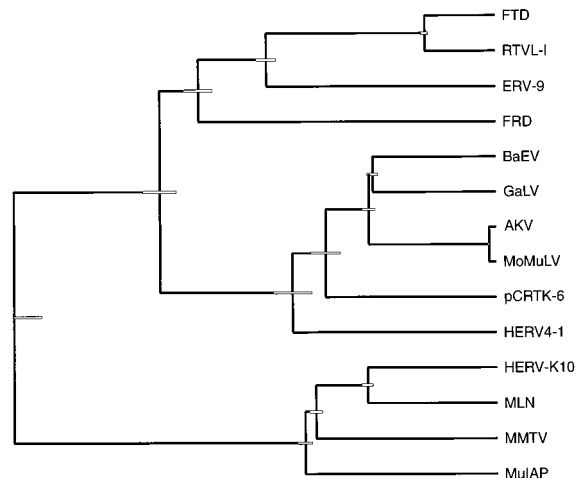 FTD
RTVL-I
ERV-9
FRD
BaEV
GaLV
AKV
MoMuLV
pCRTK-6
HERV4-1
HERV-K10
MLN
MMTV
MuIAP